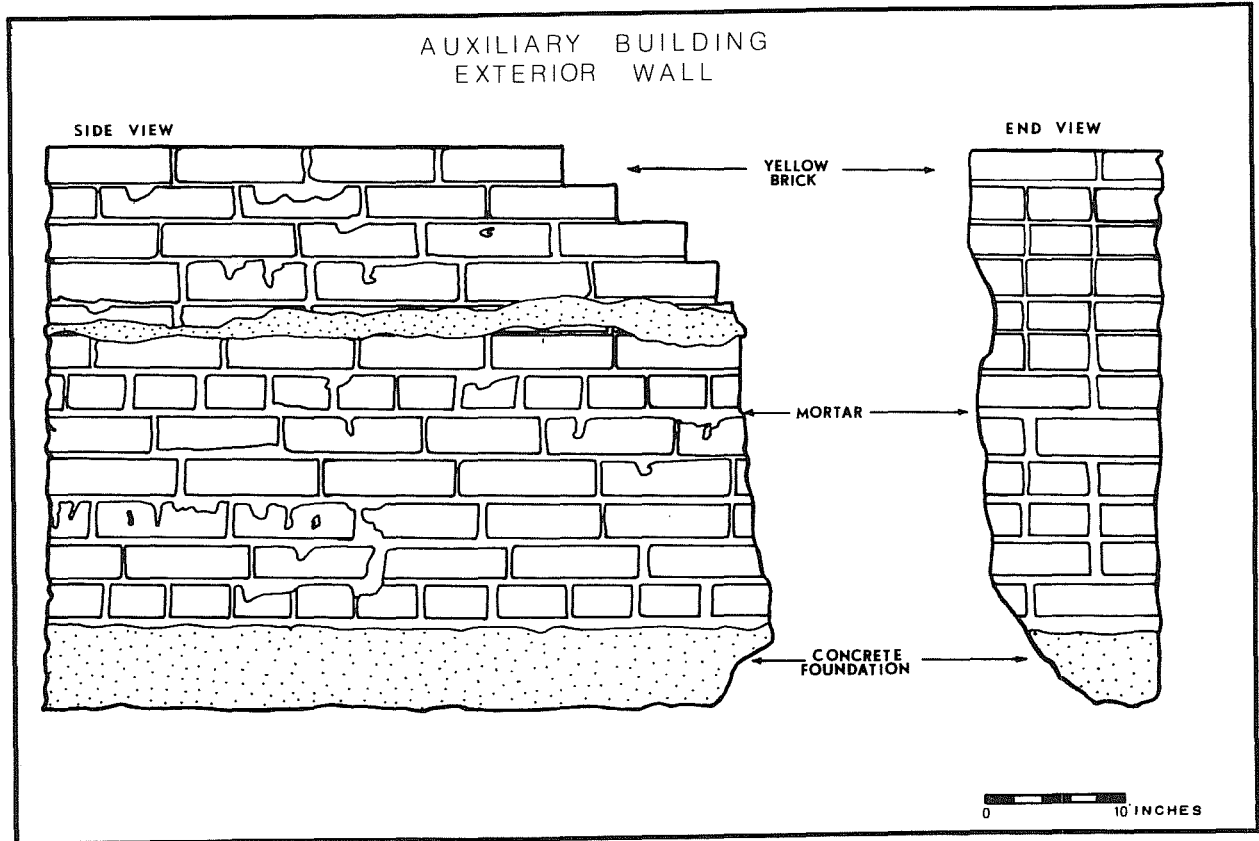 AUXILIARY BUILDING
EXTERIOR WALL
SIDE VIEW
END VIEW
YELLOW
BRICK
MORTAR
CONCRETE
FOUNDATION
0 10 INCHES